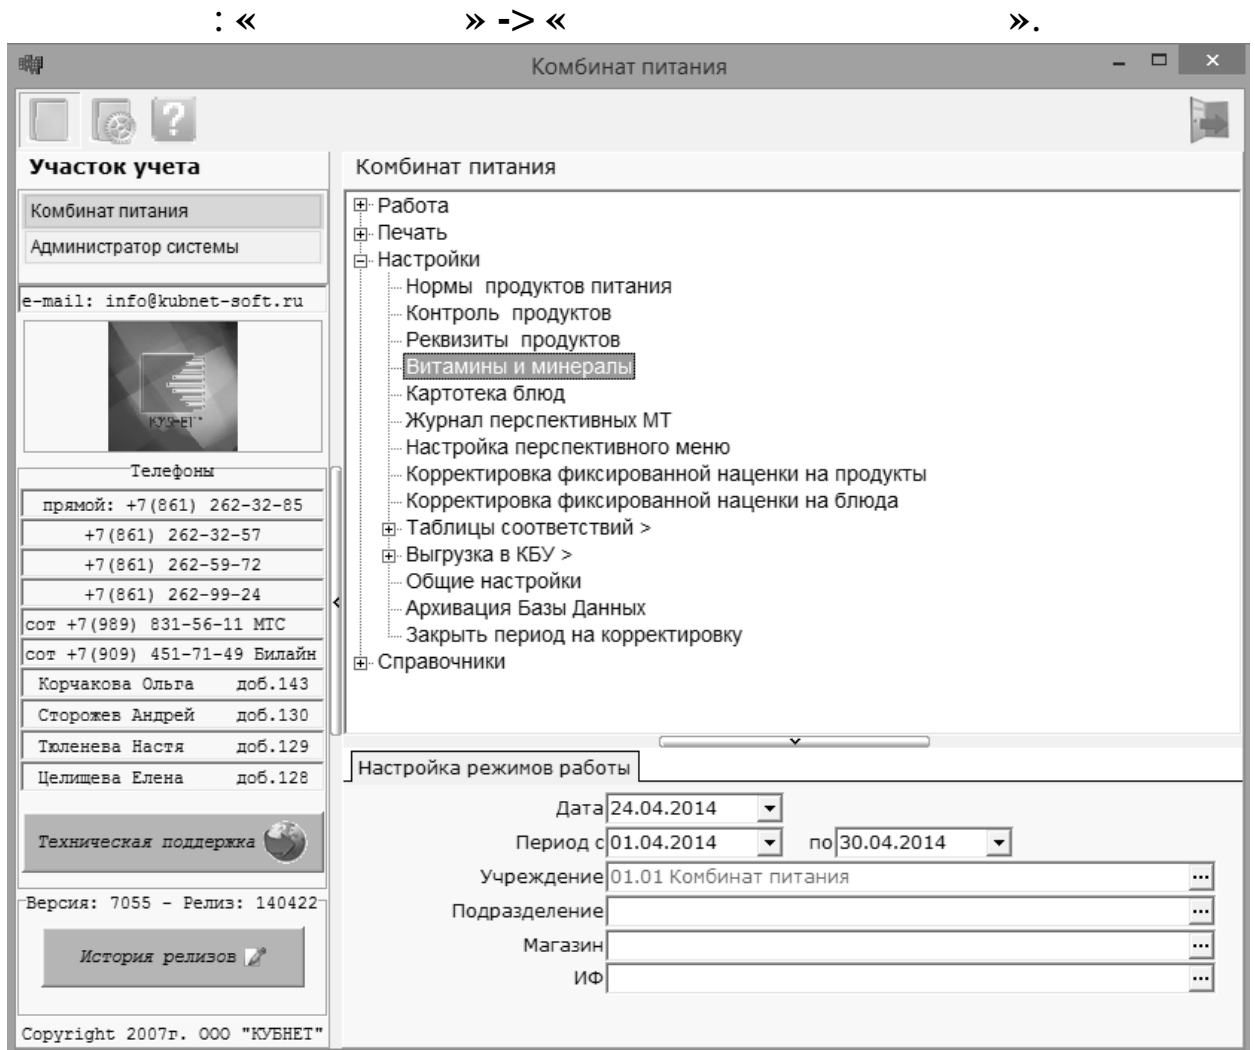 : « » -> « ».
Комбинат питания
Участок учета
Комбинат питания
Администратор системы
e-mail: info@kubnet-soft.ru
КУБНЕТ
Телефоны
прямой: +7(861) 262-32-85
+7(861) 262-32-57
+7(861) 262-59-72
+7(861) 262-99-24
сот +7(989) 831-56-11 МТС
сот +7(909) 451-71-49 Билайн
Корчакова Ольга доб.143
Сторожев Андрей доб.130
Тюленева Настя доб.129
Целищева Елена доб.128
Техническая поддержка
Версия: 7055 - Релиз: 140422
История релизов
Copyright 2007г. ООО "КУБНЕТ"
Комбинат питания
Работа
Печать
Настройки
Нормы продуктов питания
Контроль продуктов
Реквизиты продуктов
Витамины и минералы
Картотека блюд
Журнал перспективных МТ
Настройка перспективного меню
Корректировка фиксированной наценки на продукты
Корректировка фиксированной наценки на блюда
Таблицы соответствий >
Выгрузка в КБУ >
Общие настройки
Архивация Базы Данных
Закрыть период на корректировку
Справочники
Настройка режимов работы
Дата 24.04.2014
Период с 01.04.2014 по 30.04.2014
Учреждение 01.01 Комбинат питания
Подразделение
Магазин
ИФ